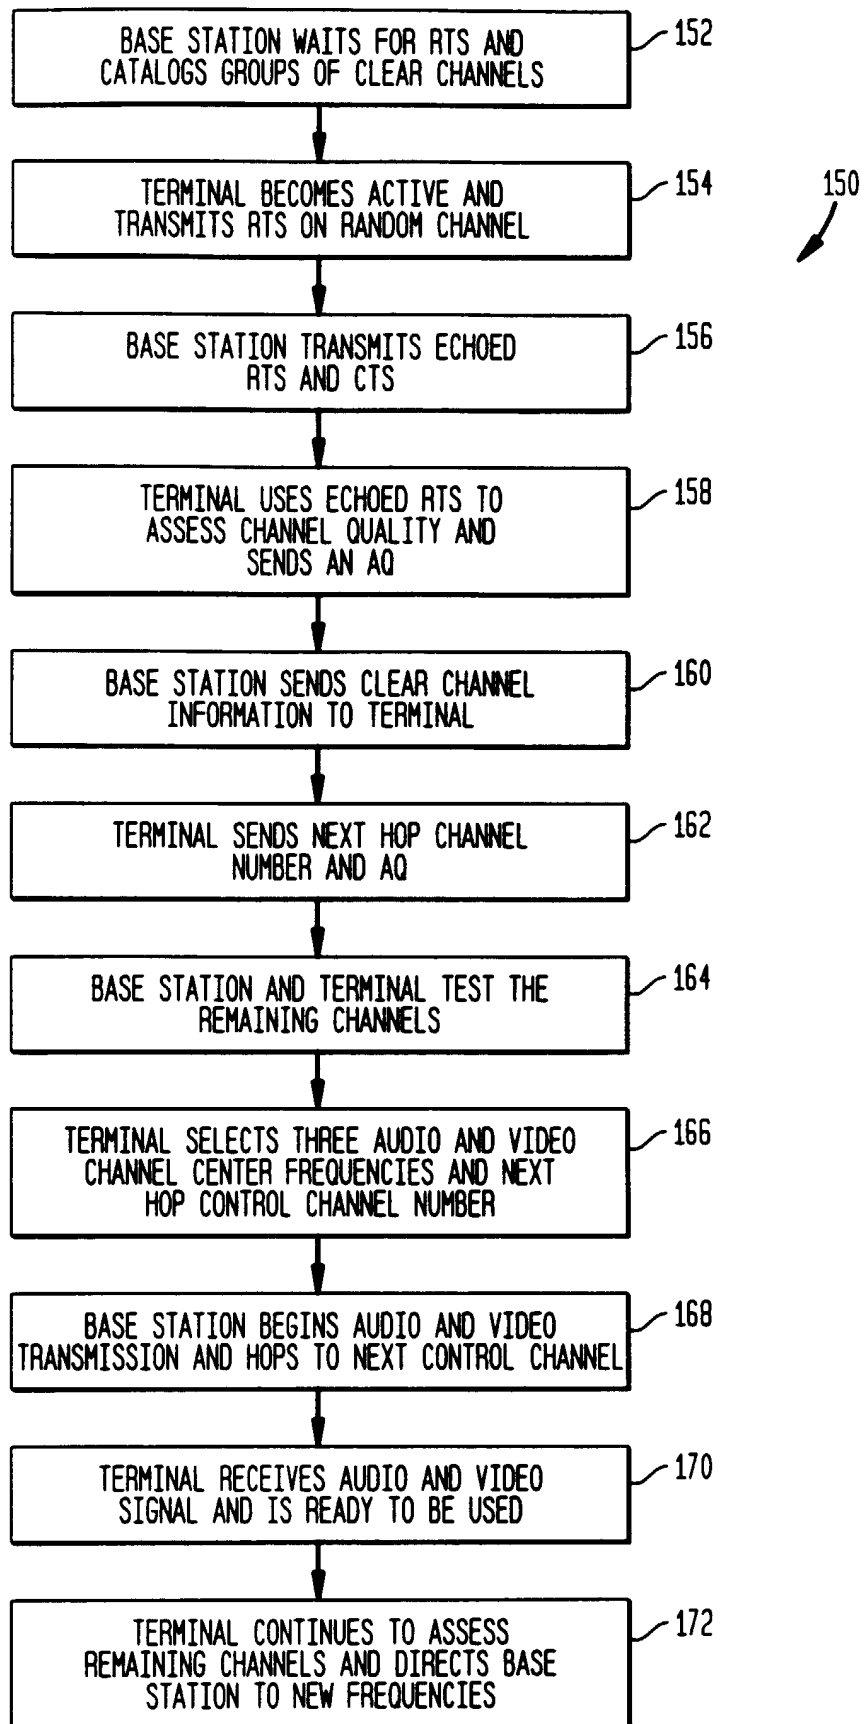 BASE STATION WAITS FOR RTS AND
CATALOGS GROUPS OF CLEAR CHANNELS
152
TERMINAL BECOMES ACTIVE AND
TRANSMITS RTS ON RANDOM CHANNEL
154
150
BASE STATION TRANSMITS ECHOED
RTS AND CTS
156
TERMINAL USES ECHOED RTS TO
ASSESS CHANNEL QUALITY AND
SENDS AN AQ
158
BASE STATION SENDS CLEAR CHANNEL
INFORMATION TO TERMINAL
160
TERMINAL SENDS NEXT HOP CHANNEL
NUMBER AND AQ
162
BASE STATION AND TERMINAL TEST THE
REMAINING CHANNELS
164
TERMINAL SELECTS THREE AUDIO AND VIDEO
CHANNEL CENTER FREQUENCIES AND NEXT
HOP CONTROL CHANNEL NUMBER
166
BASE STATION BEGINS AUDIO AND VIDEO
TRANSMISSION AND HOPS TO NEXT CONTROL CHANNEL
168
TERMINAL RECEIVES AUDIO AND VIDEO
SIGNAL AND IS READY TO BE USED
170
TERMINAL CONTINUES TO ASSESS
REMAINING CHANNELS AND DIRECTS BASE
STATION TO NEW FREQUENCIES
172